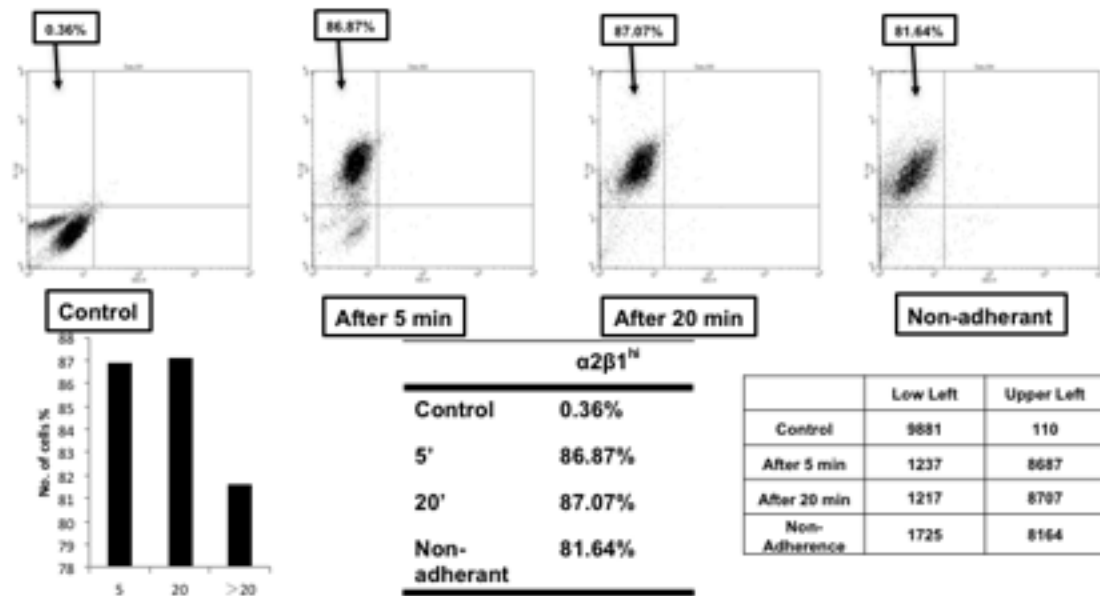 0.36%
86.87%
87.07%
81.64%
Control
After 5 min
After 20 min
Non-adherant
88
87
86
85
84
83
82
81
80
79
78
No. of cells %
5
20
>20
α2β1hi
Control 0.36%
5' 86.87%
20' 87.07%
Non-
adherant 81.64%
Low Left Upper Left
Control 9881 110
After 5 min 1237 8687
After 20 min 1217 8707
Non-
Adherence 1725 8164